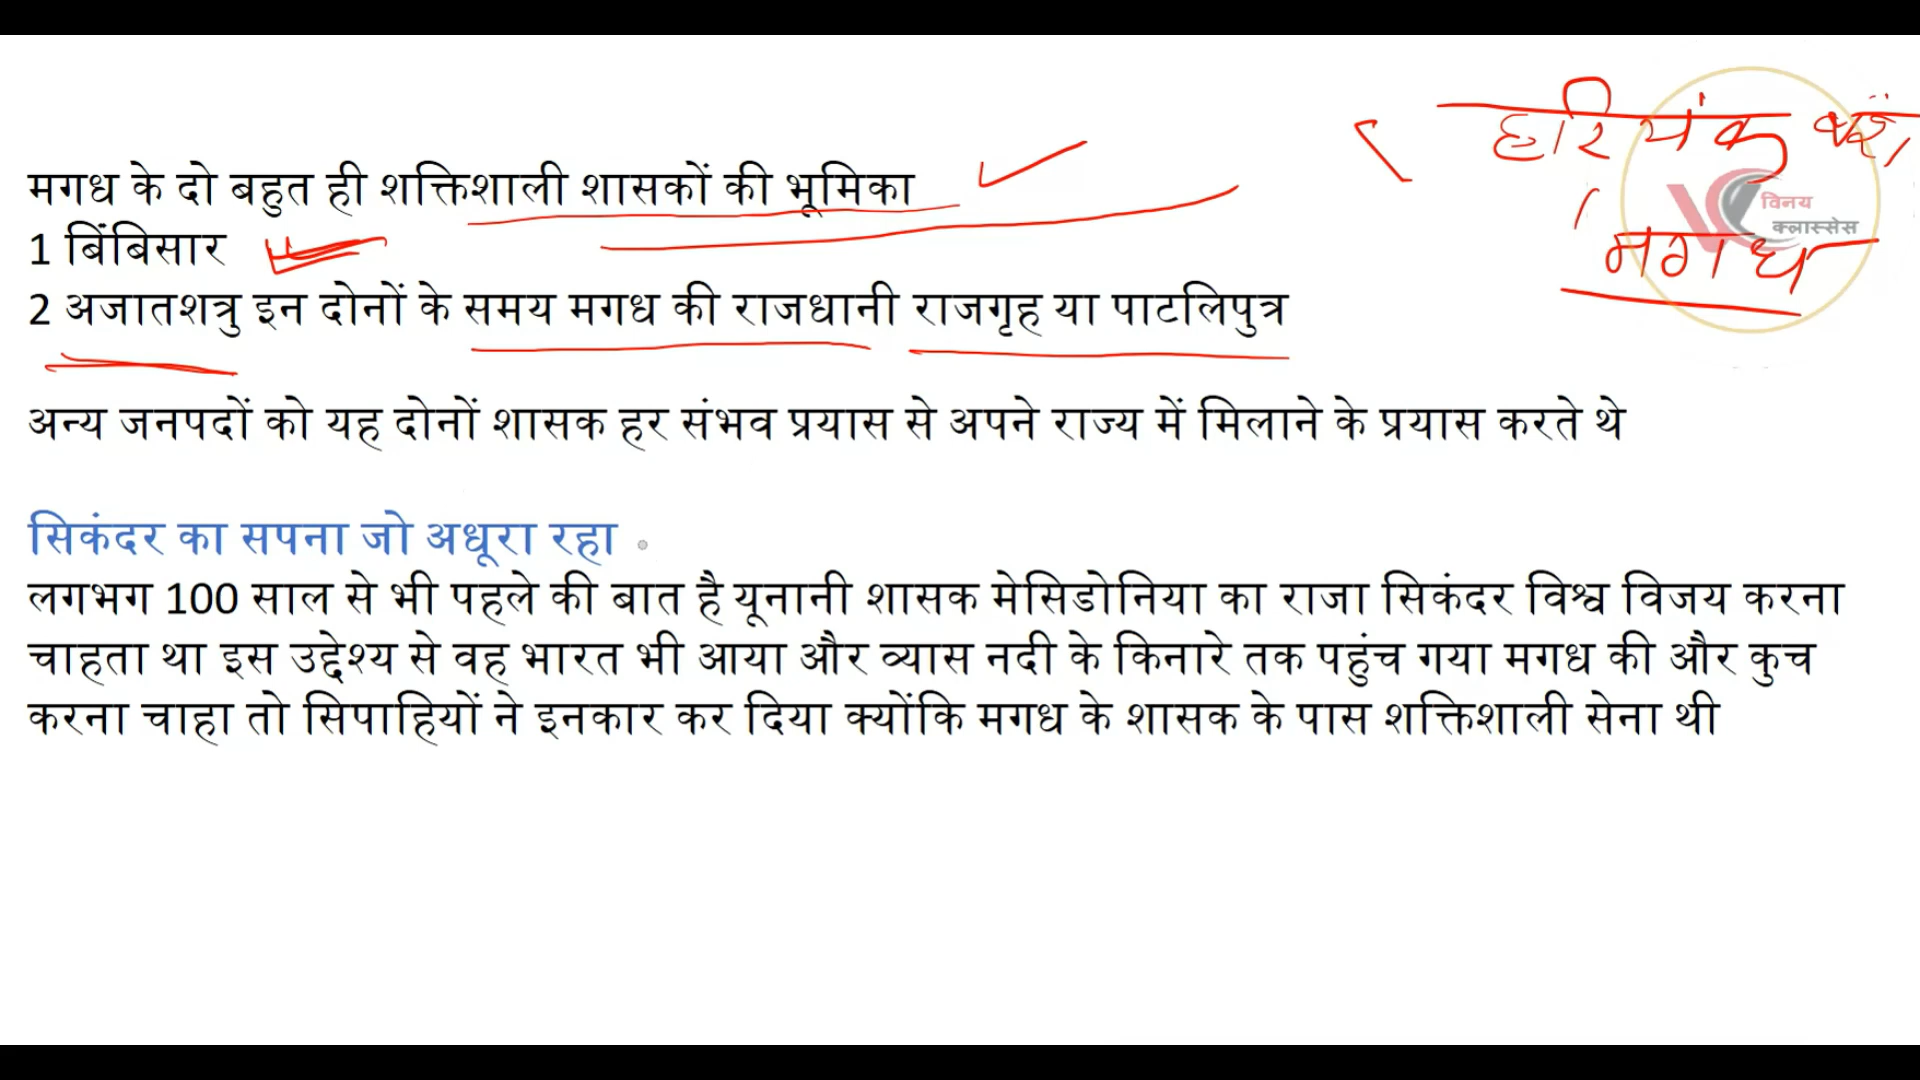 मगध के दो बहुत ही शक्तिशाली शासकों की भूमिका
1 बिंबिसार
2 अजातशत्रु इन दोनों के समय मगध की राजधानी राजगृह या पाटलिपुत्र
अन्य जनपदों को यह दोनों शासक हर संभव प्रयास से अपने राज्य में मिलाने के प्रयास करते थे
सिकंदर का सपना जो अधूरा रहा
लगभग 100 साल से भी पहले की बात है यूनानी शासक मेसिडोनिया का राजा सिकंदर विश्व विजय करना
चाहता था इस उद्देश्य से वह भारत भी आया और व्यास नदी के किनारे तक पहुंच गया मगध की और कुच
करना चाहा तो सिपाहियों ने इनकार कर दिया क्योंकि मगध के शासक के पास शक्तिशाली सेना थी
हरियंक
विनय
क्लास्सेस
मगध